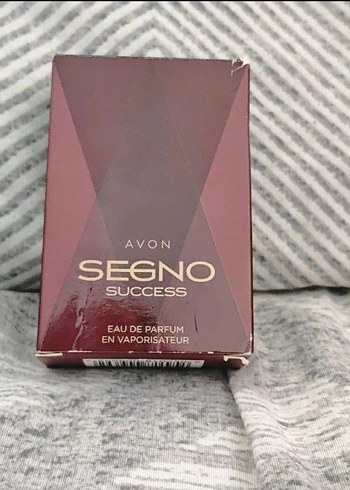 AVON
SEGNO
SUCCESS
EAU DE PARFUM
EN VAPORISATEUR